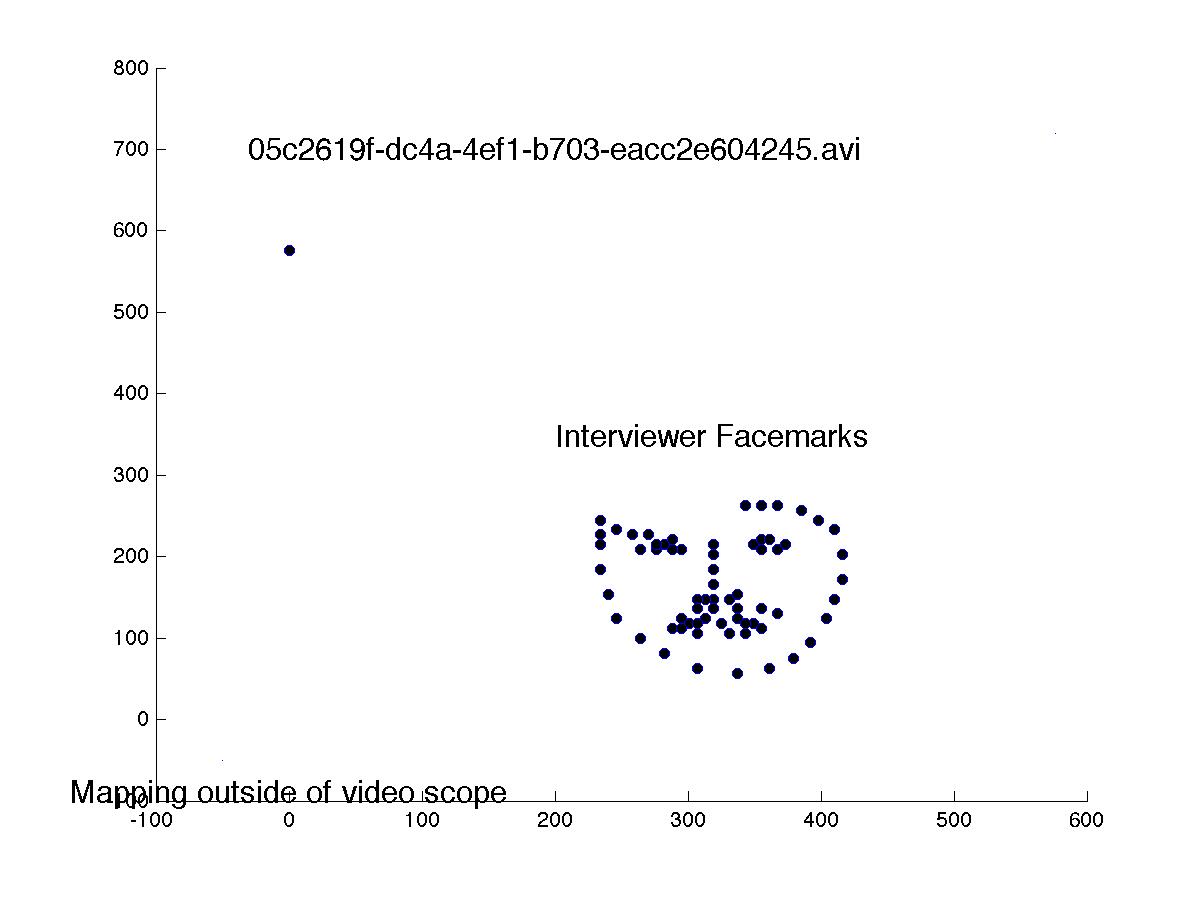 800
700
05c2619f-dc4a-4ef1-b703-eacc2e604245.avi
600
500
400
Interviewer Facemarks
300
200
100
0
Mapping outside of video scope
-100 0 100 200 300 400 500 600